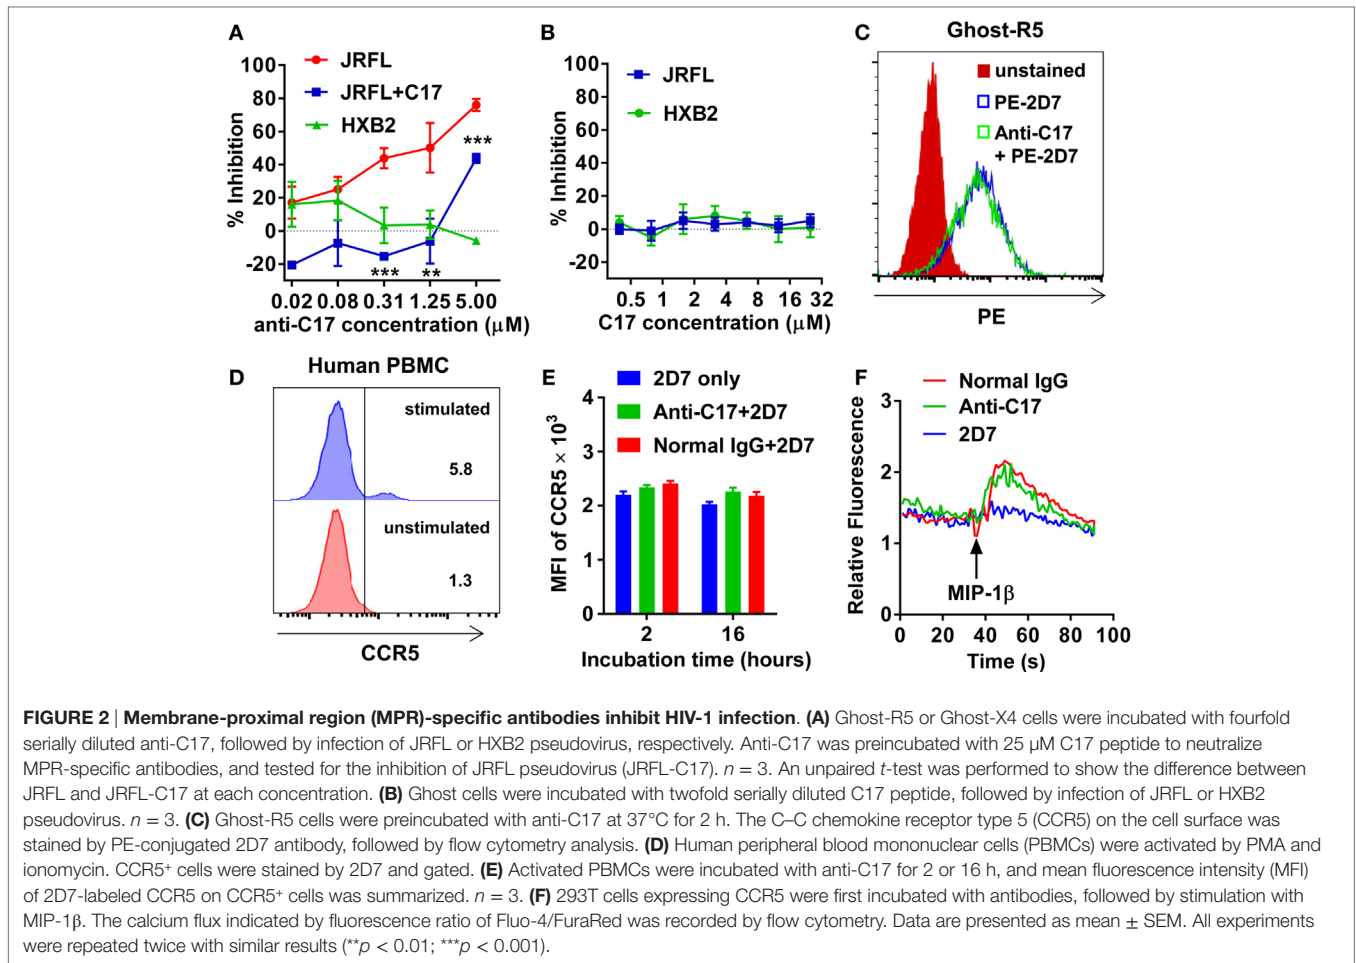 A
JRFL
JRFL+C17
HXB2
100
80
60
40
20
0
-20
% Inhibition
***
***
**
0.02 0.08 0.31 1.25 5.00
anti-C17 concentration (μM)
B
JRFL
HXB2
100
80
60
40
20
0
-20
% Inhibition
0.5 1 2 4 8 16 32
C17 concentration (μM)
C
Ghost-R5
unstained
PE-2D7
Anti-C17
+ PE-2D7
PE
D
Human PBMC
stimulated
5.8
unstimulated
1.3
CCR5
E
2D7 only
Anti-C17+2D7
Normal IgG+2D7
4
3
2
1
0
MFI of CCR5 × 10³
2 16
Incubation time (hours)
F
Normal IgG
Anti-C17
2D7
3
2
1
0
Relative Fluorescence
MIP-1β
0 20 40 60 80 100
Time (s)
FIGURE 2 | Membrane-proximal region (MPR)-specific antibodies inhibit HIV-1 infection. (A) Ghost-R5 or Ghost-X4 cells were incubated with fourfold
serially diluted anti-C17, followed by infection of JRFL or HXB2 pseudovirus, respectively. Anti-C17 was preincubated with 25 μM C17 peptide to neutralize
MPR-specific antibodies, and tested for the inhibition of JRFL pseudovirus (JRFL-C17). n = 3. An unpaired t-test was performed to show the difference between
JRFL and JRFL-C17 at each concentration. (B) Ghost cells were incubated with twofold serially diluted C17 peptide, followed by infection of JRFL or HXB2
pseudovirus. n = 3. (C) Ghost-R5 cells were preincubated with anti-C17 at 37°C for 2 h. The C–C chemokine receptor type 5 (CCR5) on the cell surface was
stained by PE-conjugated 2D7 antibody, followed by flow cytometry analysis. (D) Human peripheral blood mononuclear cells (PBMCs) were activated by PMA and
ionomycin. CCR5⁺ cells were stained by 2D7 and gated. (E) Activated PBMCs were incubated with anti-C17 for 2 or 16 h, and mean fluorescence intensity (MFI)
of 2D7-labeled CCR5 on CCR5⁺ cells was summarized. n = 3. (F) 293T cells expressing CCR5 were first incubated with antibodies, followed by stimulation with
MIP-1β. The calcium flux indicated by fluorescence ratio of Fluo-4/FuraRed was recorded by flow cytometry. Data are presented as mean ± SEM. All experiments
were repeated twice with similar results (**p < 0.01; ***p < 0.001).